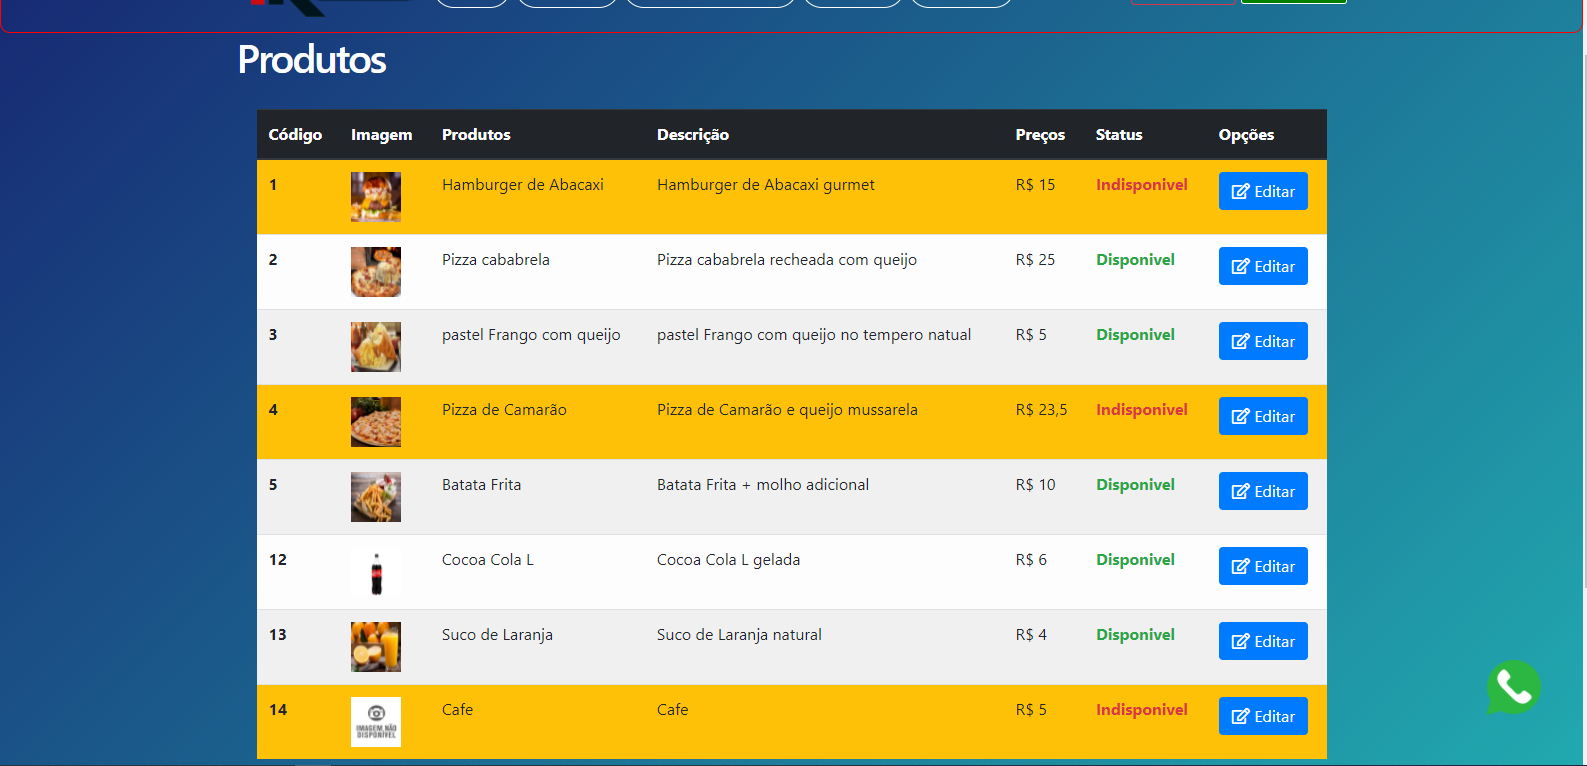 Produtos
Código Imagem Produtos Descrição Preços Status Opções
1 Hamburger de Abacaxi Hamburger de Abacaxi gurmet R$ 15 Indisponivel Editar
2 Pizza cababrela Pizza cababrela recheada com queijo R$ 25 Disponivel Editar
3 pastel Frango com queijo pastel Frango com queijo no tempero natual R$ 5 Disponivel Editar
4 Pizza de Camarão Pizza de Camarão e queijo mussarela R$ 23,5 Indisponivel Editar
5 Batata Frita Batata Frita + molho adicional R$ 10 Disponivel Editar
12 Cocoa Cola L Cocoa Cola L gelada R$ 6 Disponivel Editar
13 Suco de Laranja Suco de Laranja natural R$ 4 Disponivel Editar
14 Cafe Cafe R$ 5 Indisponivel Editar
IMAGEM NÃO
DISPONÍVEL